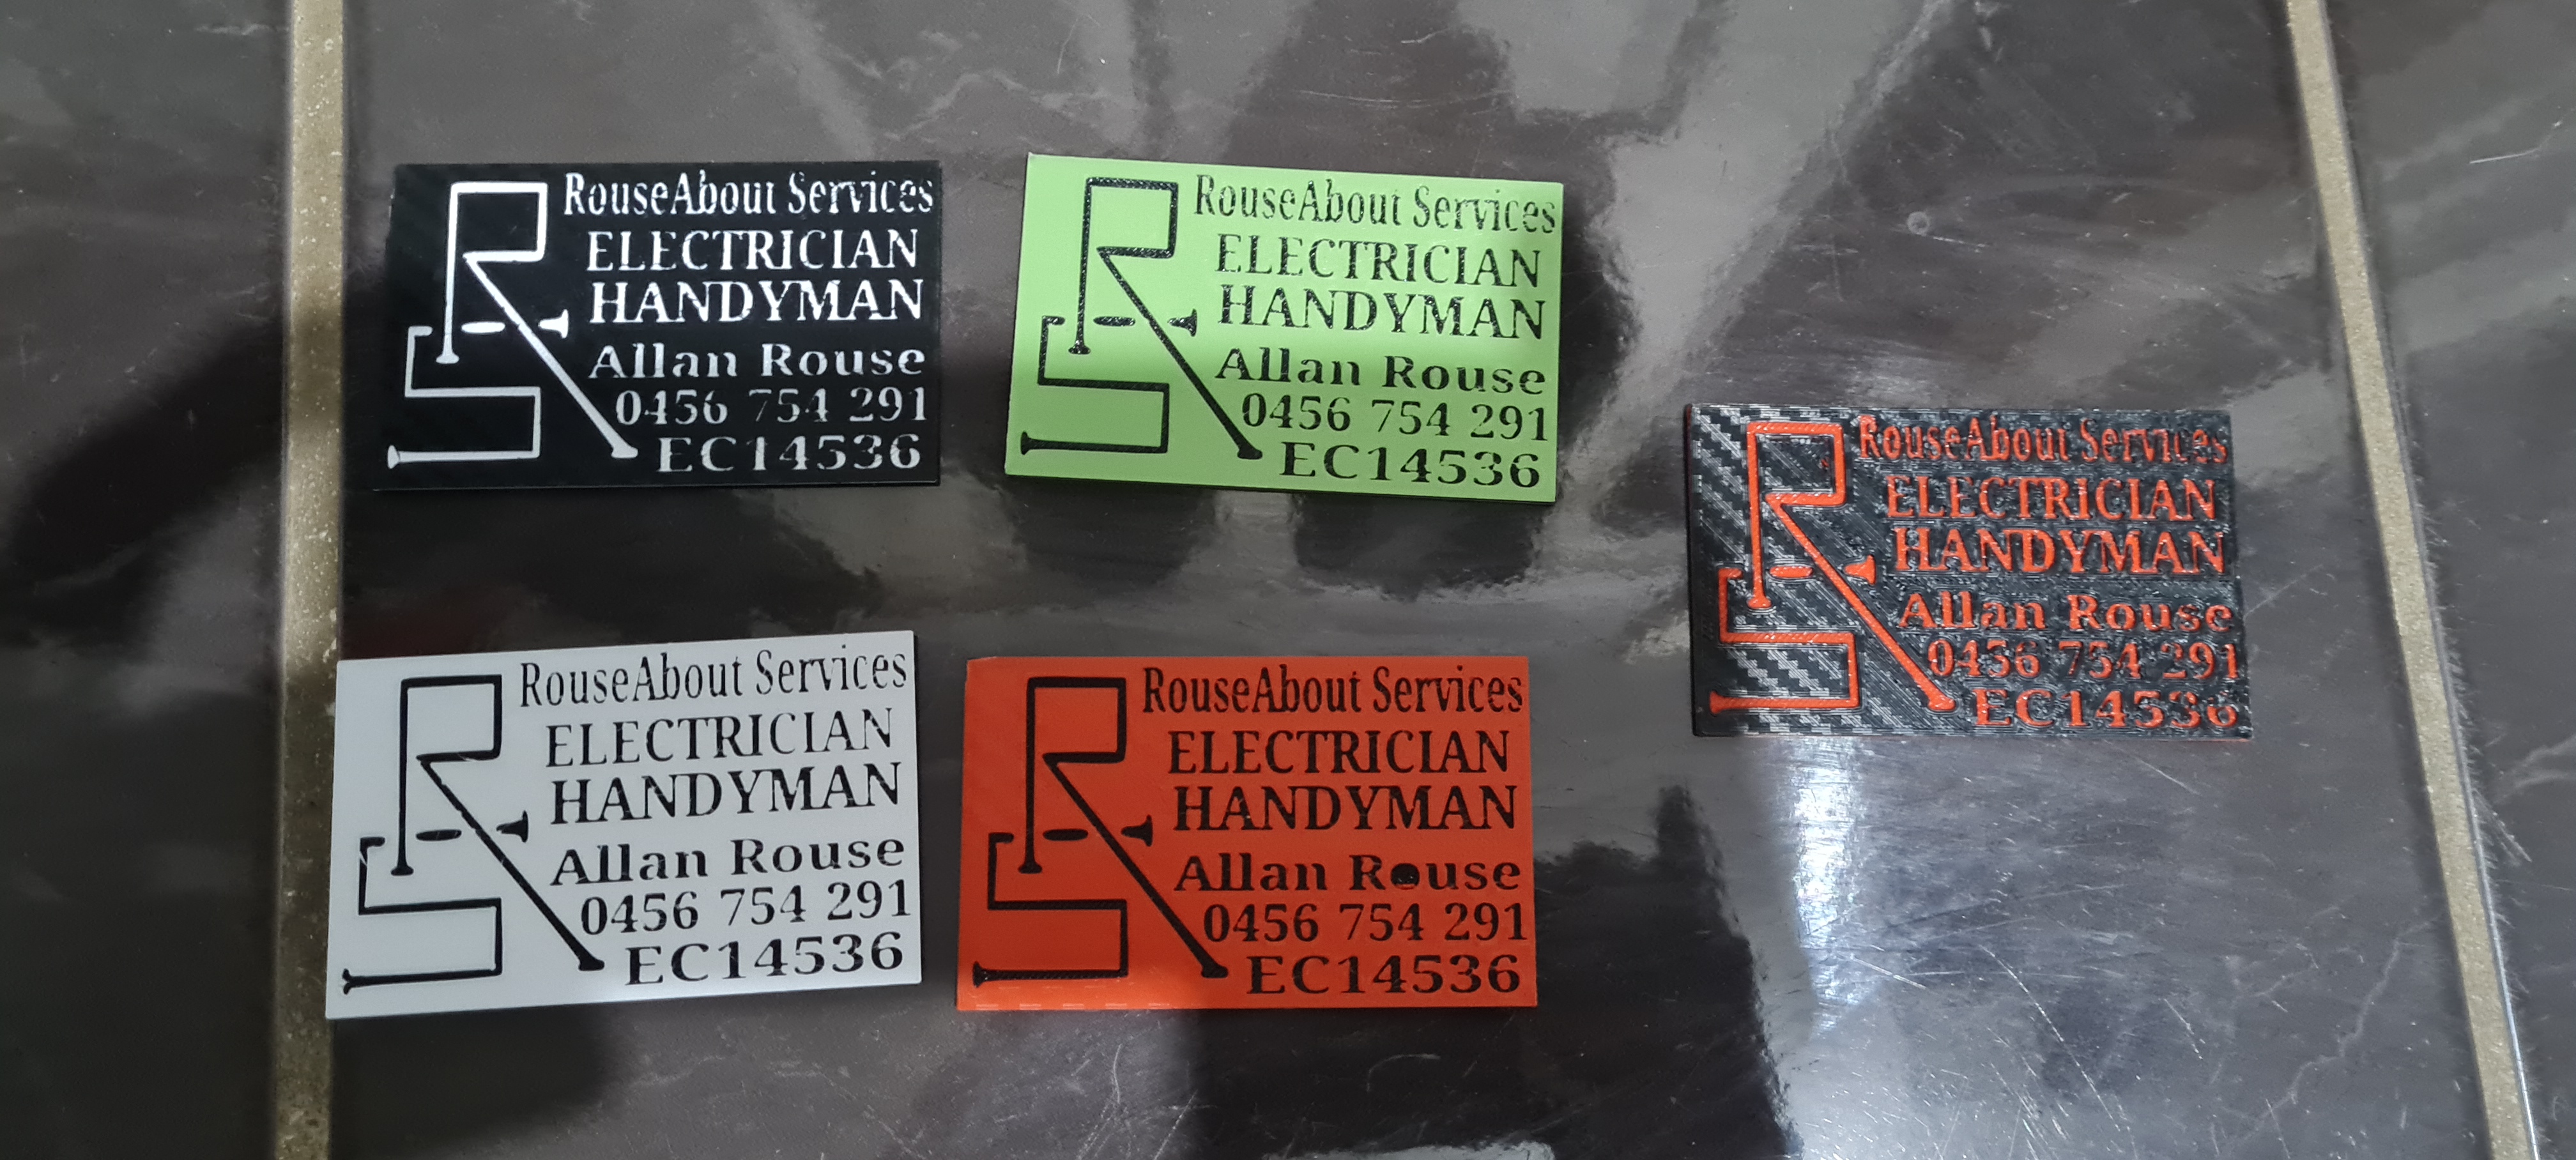 RouseAbout Services
ELECTRICIAN
HANDYMAN
Allan Rouse
0456 754 291
EC14536
RouseAbout Services
ELECTRICIAN
HANDYMAN
Allan Rouse
0456 754 291
EC14536
RouseAbout Services
ELECTRICIAN
HANDYMAN
Allan Rouse
0456 754 291
EC14536
RouseAbout Services
ELECTRICIAN
HANDYMAN
Allan Rouse
0456 754 291
EC14536
RouseAbout Services
ELECTRICIAN
HANDYMAN
Allan Rouse
0456 754 291
EC14536